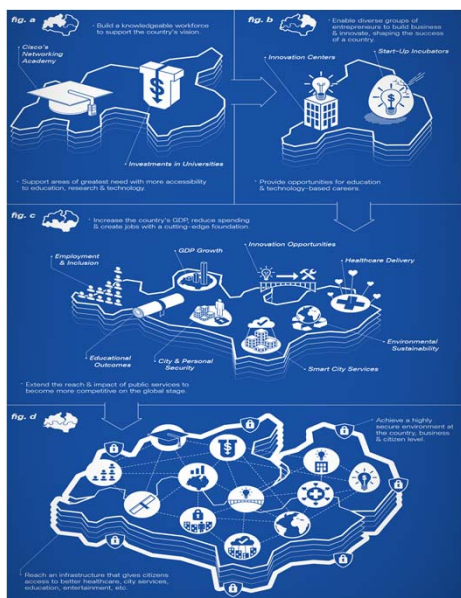 fig. a
• Build a knowledgeable workforce
to support the country's vision.
Cisco's
Networking
Academy
• Investments in Universities
• Support areas of greatest need with more accessibility
to education, research & technology.
fig. b
• Enable diverse groups of
entrepreneurs to build business
& innovate, shaping the success
of a country.
Innovation Centers
Start-Up Incubators
• Provide opportunities for education
& technology-based careers.
fig. c
• Increase the country's GDP, reduce spending
& create jobs with a cutting-edge foundation.
• Employment
& Inclusion
GDP Growth
• Innovation Opportunities
• Healthcare Delivery
Educational
Outcomes
• City & Personal
Security
Smart City Services
• Environmental
Sustainability
• Extend the reach & impact of public services to
become more competitive on the global stage.
fig. d
• Achieve a highly
secure environment at
the country, business
& citizen level.
• Reach an infrastructure that gives citizens
access to better healthcare, city services,
education, entertainment, etc.